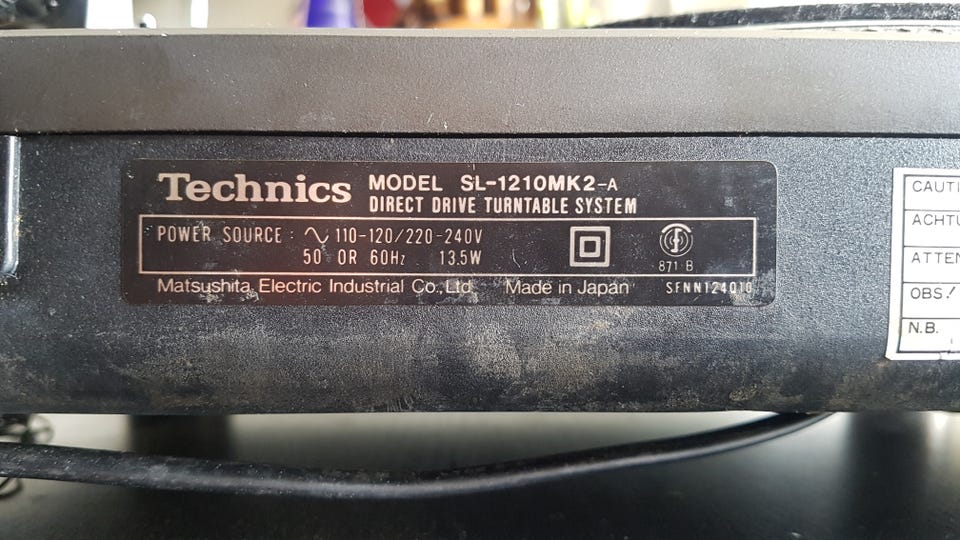 Technics MODEL SL-1210MK2-A
DIRECT DRIVE TURNTABLE SYSTEM
POWER SOURCE : ∿ 110-120/220-240V
50 OR 60Hz 13.5W
871 B
Matsushita Electric Industrial Co., Ltd. Made in Japan SFNN124010
CAUTI
ACHTU
ATTEN
OBS!
N.B.